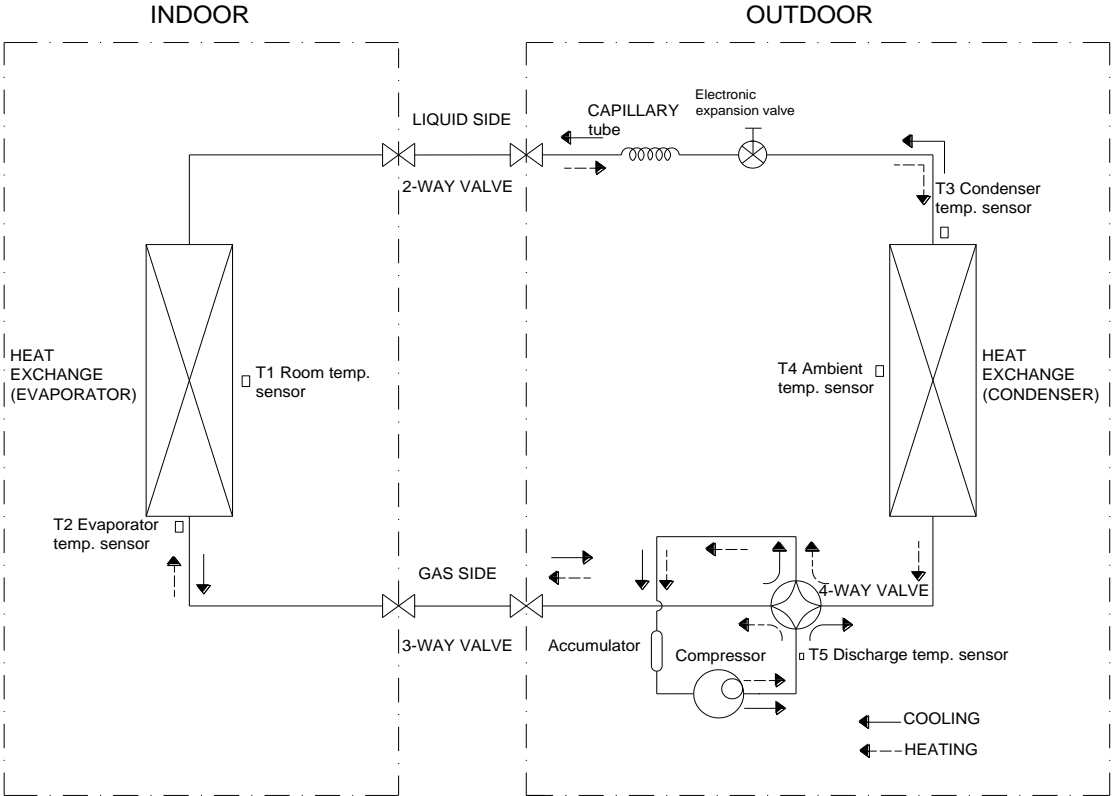 INDOOR
OUTDOOR
LIQUID SIDE
CAPILLARY
tube
Electronic
expansion valve
2-WAY VALVE
T3 Condenser
temp. sensor
HEAT
EXCHANGE
(EVAPORATOR)
T1 Room temp.
sensor
T4 Ambient
temp. sensor
HEAT
EXCHANGE
(CONDENSER)
T2 Evaporator
temp. sensor
GAS SIDE
4-WAY VALVE
3-WAY VALVE
Accumulator
Compressor
T5 Discharge temp. sensor
COOLING
HEATING